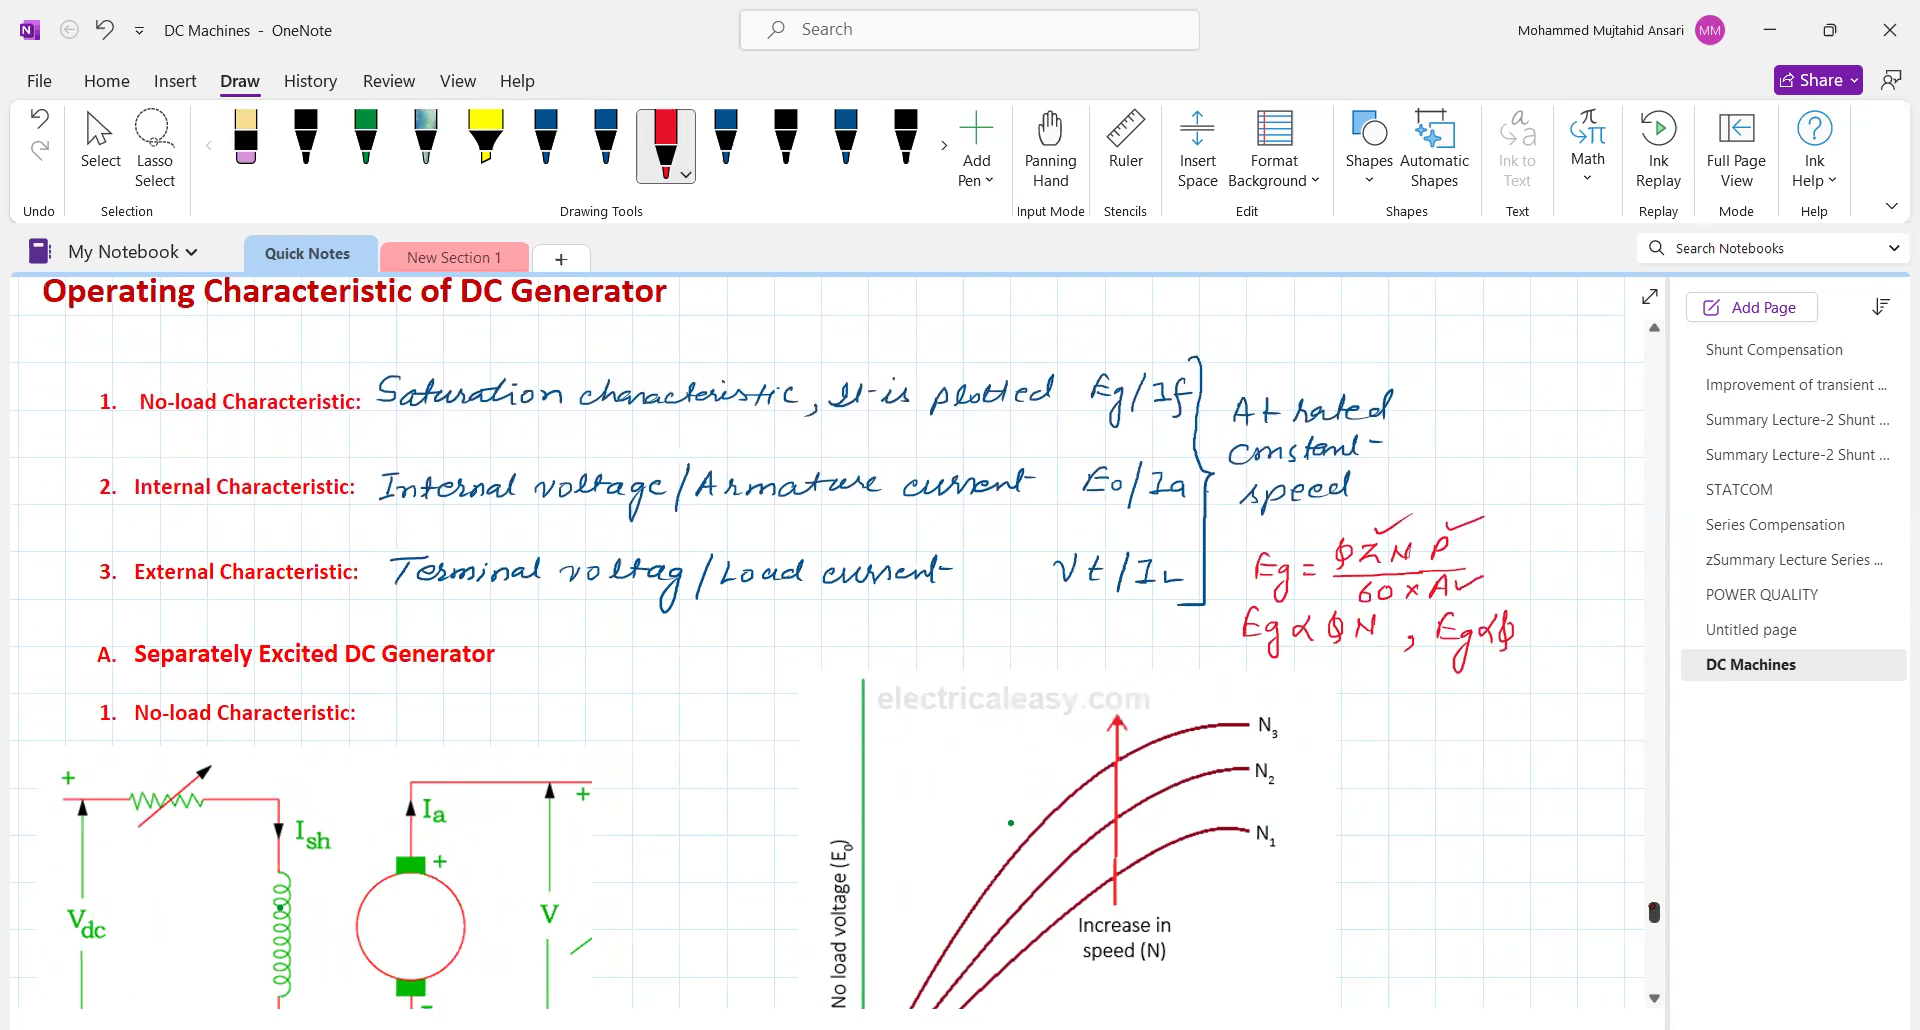 DC Machines - OneNote
Search
Mohammed Mujtahid Ansari MM
File Home Insert Draw History Review View Help
Share
Undo
Select
Lasso Select
Selection
Drawing Tools
Add Pen
Panning Hand
Input Mode
Ruler
Stencils
Insert Space
Format Background
Edit
Shapes
Automatic Shapes
Shapes
Ink to Text
Text
Math
Ink Replay
Replay
Full Page View
Mode
Ink Help
Help
My Notebook
Quick Notes
New Section 1
Search Notebooks
Operating Characteristic of DC Generator
1. No-load Characteristic: Saturation characteristic, It is plotted Eg/If
2. Internal Characteristic: Internal voltage/Armature current E0/Ia
3. External Characteristic: Terminal voltag/Load current Vt/IL
At rated
constant
speed
Eg = ϕZNP / 60×A
Eg ∝ ϕN , Eg∝ϕ
A. Separately Excited DC Generator
1. No-load Characteristic:
+
Ish
Vdc
Ia
+
+
V
electricaleasy.com
N3
N2
N1
Increase in
speed (N)
No load voltage (E0)
Add Page
Shunt Compensation
Improvement of transient ...
Summary Lecture-2 Shunt ...
Summary Lecture-2 Shunt ...
STATCOM
Series Compensation
zSummary Lecture Series ...
POWER QUALITY
Untitled page
DC Machines